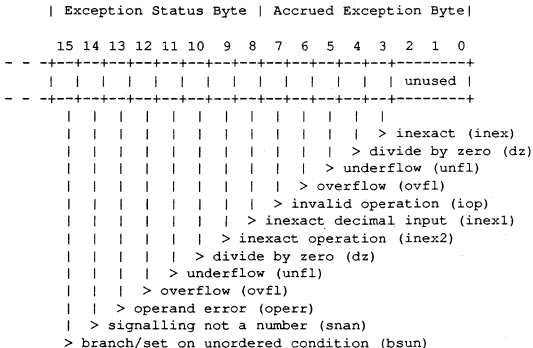 | Exception Status Byte | Accrued Exception Byte|
15 14 13 12 11 10 9 8 7 6 5 4 3 2 1 0
- - -+--+--+--+--+--+--+--+--+--+--+--+--+--+--------+
| | | | | | | | | | | | | | unused |
- - -+--+--+--+--+--+--+--+--+--+--+--+--+--+--------+
| | | | | | | | | | | | |
| | | | | | | | | | | | > inexact (inex)
| | | | | | | | | | | > divide by zero (dz)
| | | | | | | | | | > underflow (unfl)
| | | | | | | | | > overflow (ovfl)
| | | | | | | | > invalid operation (iop)
| | | | | | | > inexact decimal input (inex1)
| | | | | | > inexact operation (inex2)
| | | | | > divide by zero (dz)
| | | | > underflow (unfl)
| | | > overflow (ovfl)
| | > operand error (operr)
| > signalling not a number (snan)
> branch/set on unordered condition (bsun)